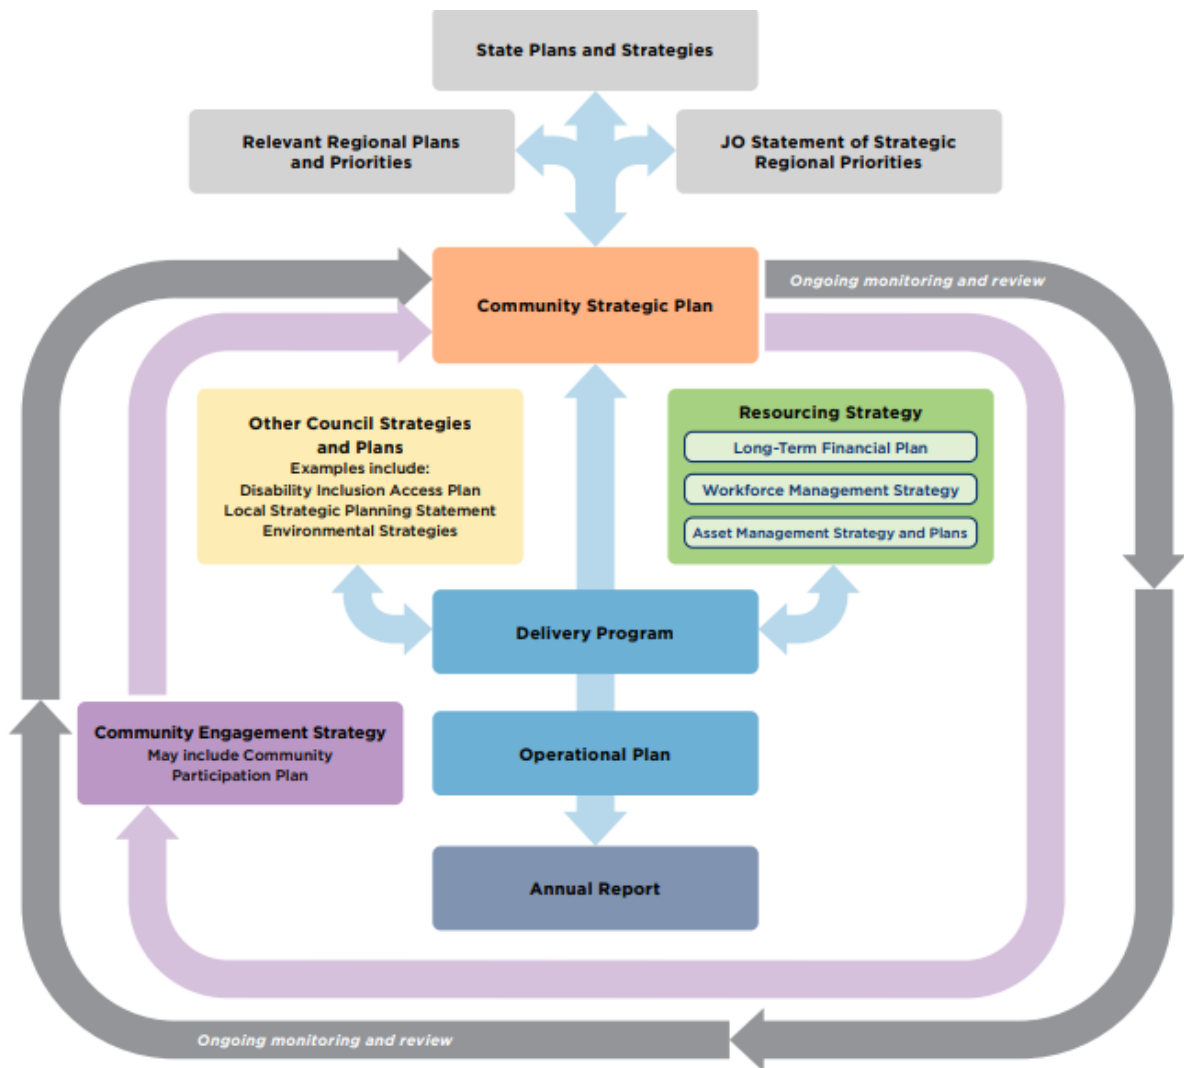 State Plans and Strategies
Relevant Regional Plans
and Priorities
JO Statement of Strategic
Regional Priorities
Ongoing monitoring and review
Community Strategic Plan
Other Council Strategies
and Plans
Examples include:
Disability Inclusion Access Plan
Local Strategic Planning Statement
Environmental Strategies
Resourcing Strategy
Long-Term Financial Plan
Workforce Management Strategy
Asset Management Strategy and Plans
Delivery Program
Community Engagement Strategy
May include Community
Participation Plan
Operational Plan
Annual Report
Ongoing monitoring and review